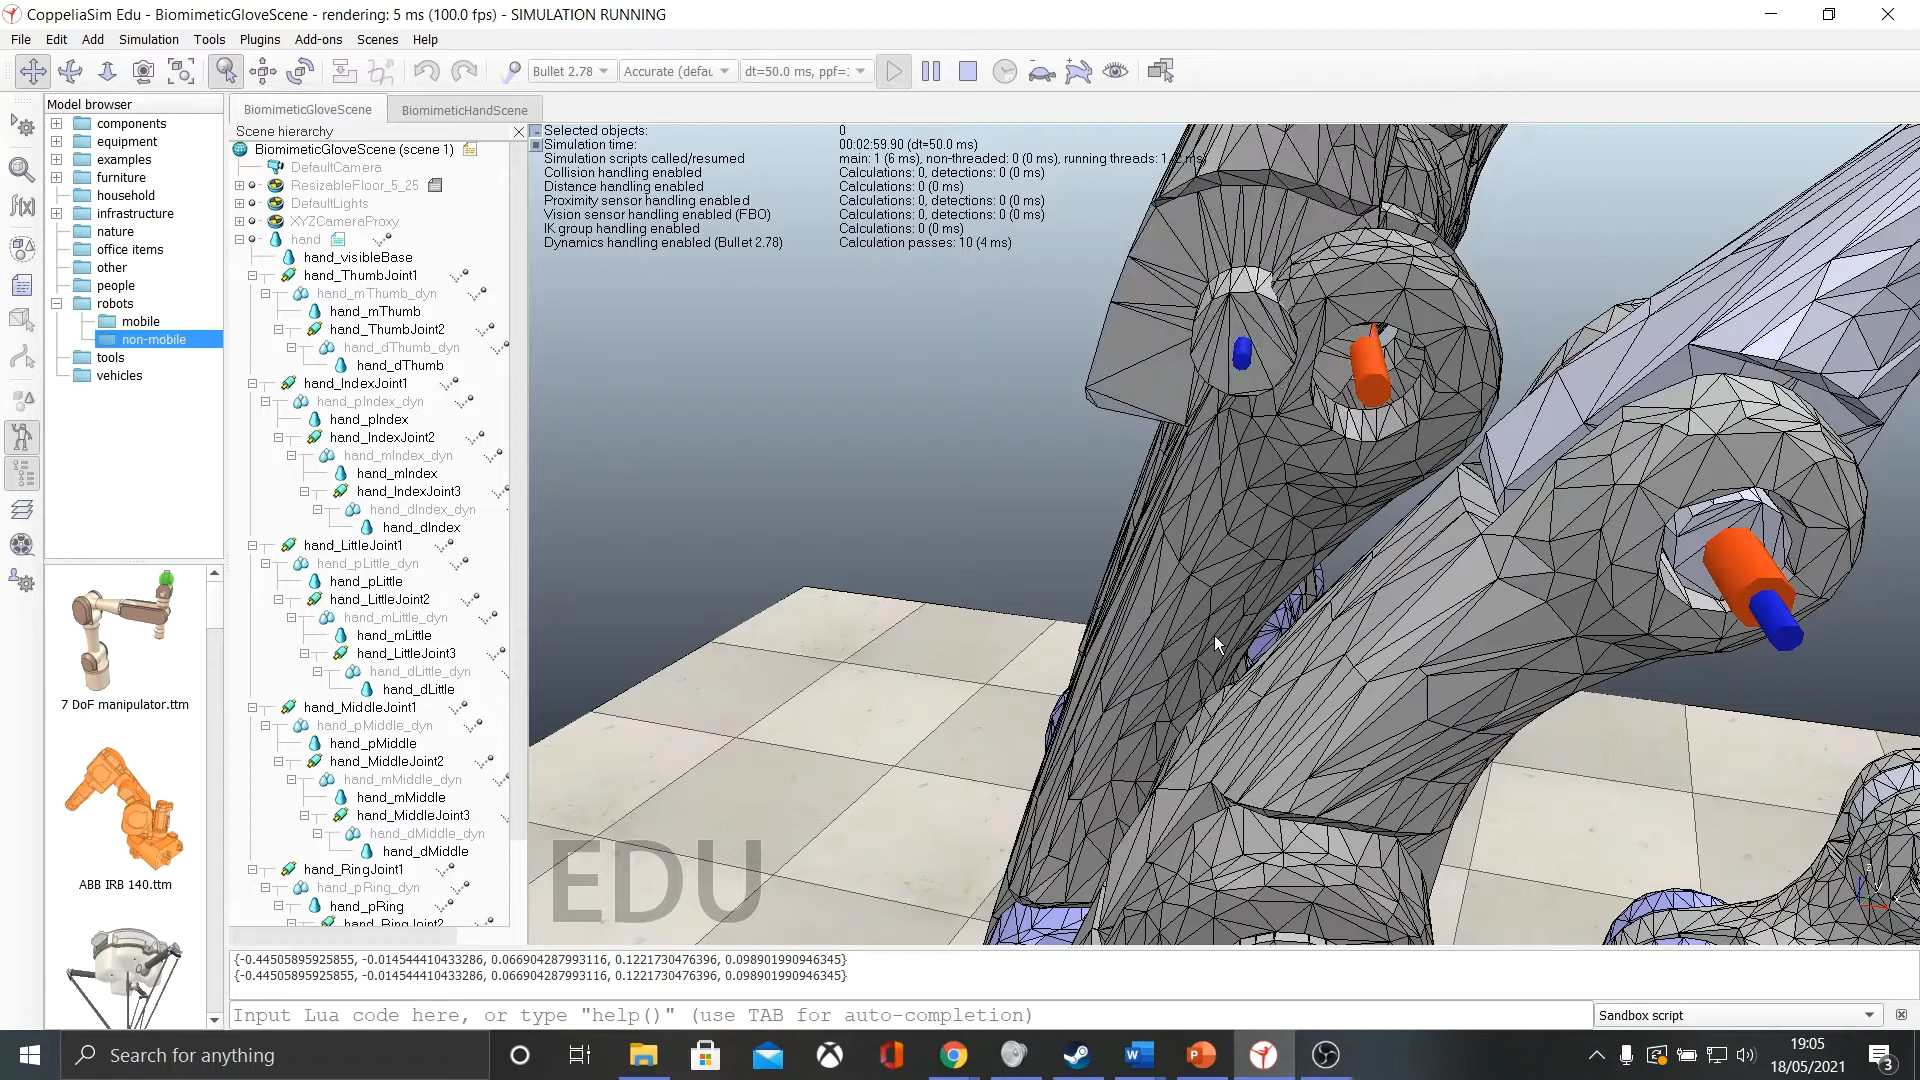 CoppeliaSim Edu - BiomimeticGloveScene - rendering: 5 ms (100.0 fps) - SIMULATION RUNNING
File Edit Add Simulation Tools Plugins Add-ons Scenes Help
Bullet 2.78
Accurate (defau
dt=50.0 ms, ppf=:
Model browser
components
equipment
examples
furniture
household
infrastructure
nature
office items
other
people
robots
mobile
non-mobile
tools
vehicles
7 DoF manipulator.ttm
ABB IRB 140.ttm
BiomimeticGloveScene
BiomimeticHandScene
Scene hierarchy
BiomimeticGloveScene (scene 1)
DefaultCamera
ResizableFloor_5_25
DefaultLights
XYZCameraProxy
hand
hand_visibleBase
hand_ThumbJoint1
hand_mThumb_dyn
hand_mThumb
hand_ThumbJoint2
hand_dThumb_dyn
hand_dThumb
hand_IndexJoint1
hand_pIndex_dyn
hand_pIndex
hand_IndexJoint2
hand_mIndex_dyn
hand_mIndex
hand_IndexJoint3
hand_dIndex_dyn
hand_dIndex
hand_LittleJoint1
hand_pLittle_dyn
hand_pLittle
hand_LittleJoint2
hand_mLittle_dyn
hand_mLittle
hand_LittleJoint3
hand_dLittle_dyn
hand_dLittle
hand_MiddleJoint1
hand_pMiddle_dyn
hand_pMiddle
hand_MiddleJoint2
hand_mMiddle_dyn
hand_mMiddle
hand_MiddleJoint3
hand_dMiddle_dyn
hand_dMiddle
hand_RingJoint1
hand_pRing_dyn
hand_pRing
hand_RingJoint2
Selected objects: 0
Simulation time: 00:02:59.90 (dt=50.0 ms)
Simulation scripts called/resumed main: 1 (6 ms), non-threaded: 0 (0 ms), running threads: 1 (2 ms)
Collision handling enabled Calculations: 0, detections: 0 (0 ms)
Distance handling enabled Calculations: 0 (0 ms)
Proximity sensor handling enabled Calculations: 0, detections: 0 (0 ms)
Vision sensor handling enabled (FBO) Calculations: 0, detections: 0 (0 ms)
IK group handling enabled Calculations: 0 (0 ms)
Dynamics handling enabled (Bullet 2.78) Calculation passes: 10 (4 ms)
EDU
{-0.44505895925855, -0.014544410433286, 0.066904287993116, 0.1221730476396, 0.098901990946345}
{-0.44505895925855, -0.014544410433286, 0.066904287993116, 0.1221730476396, 0.098901990946345}
Input Lua code here, or type "help()" (use TAB for auto-completion)
Sandbox script
Search for anything
19:05
18/05/2021
3